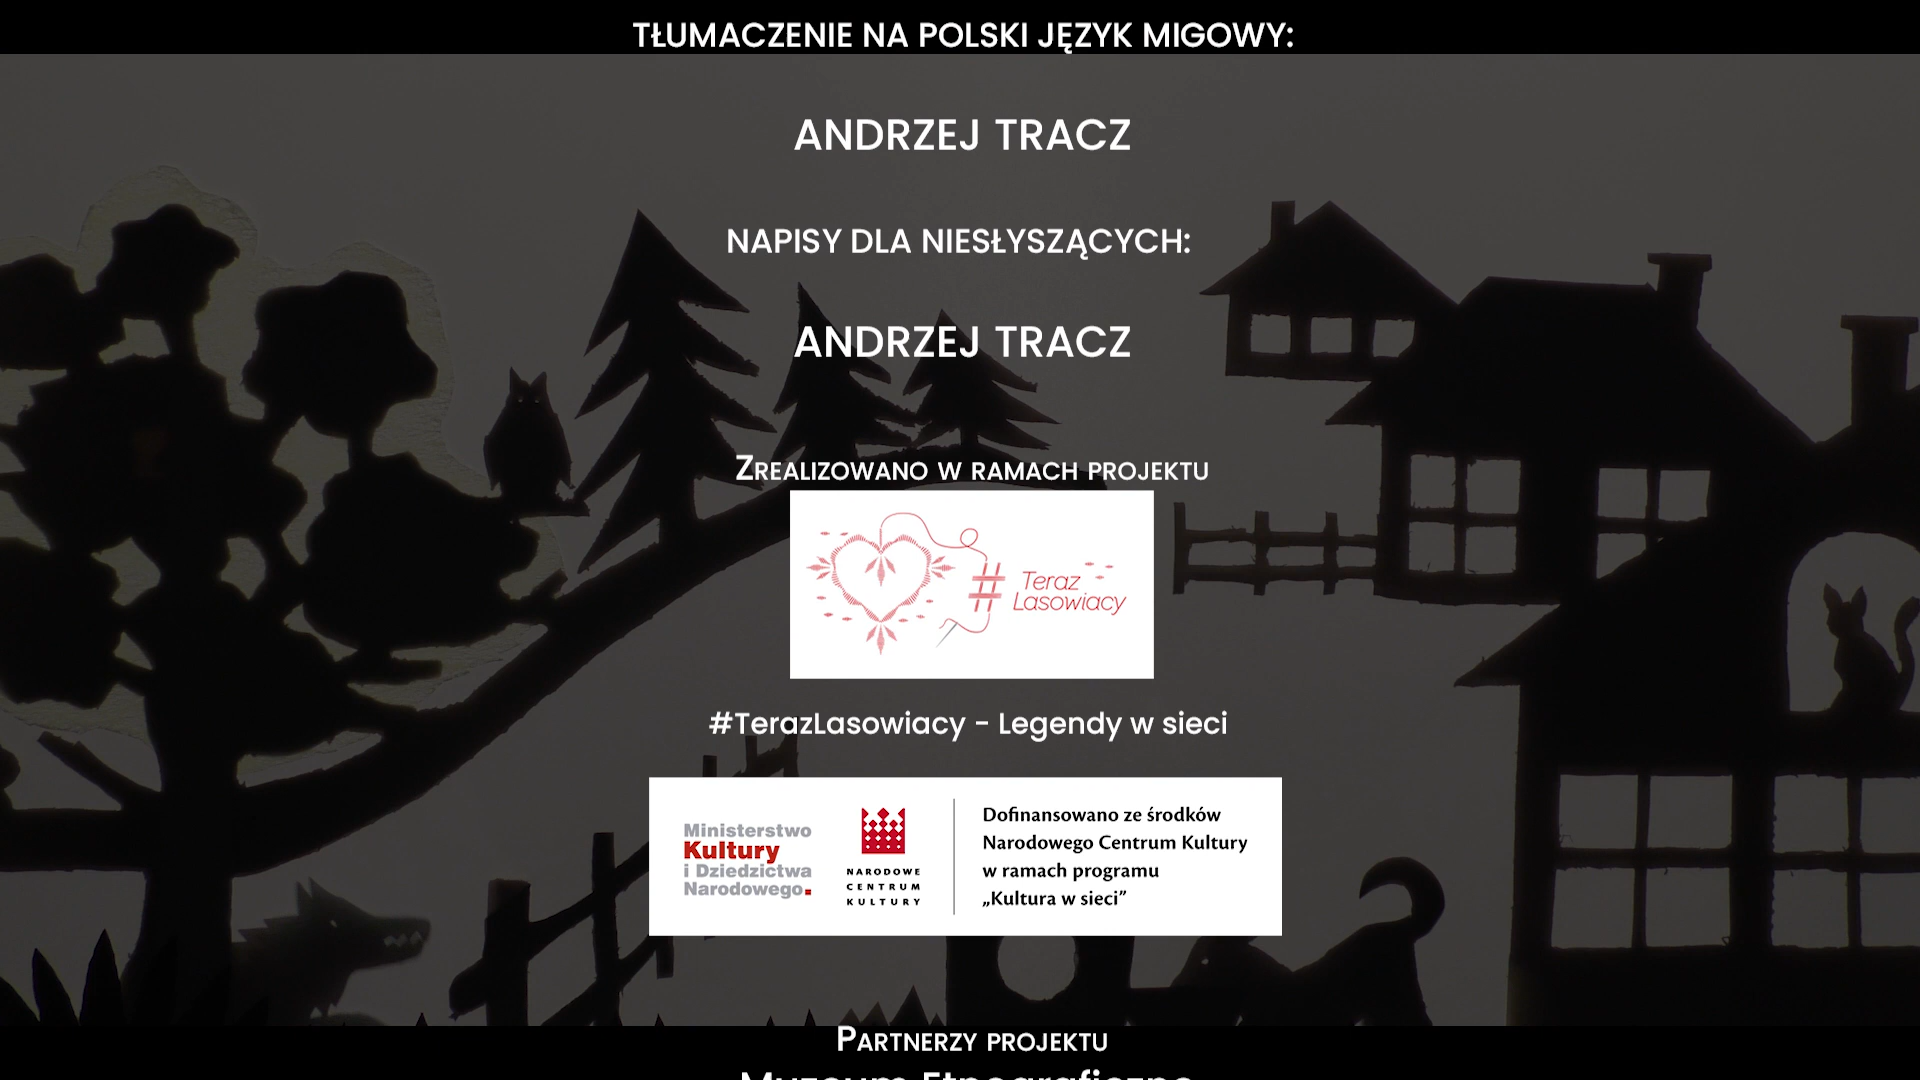 TŁUMACZENIE NA POLSKI JĘZYK MIGOWY:
ANDRZEJ TRACZ
NAPISY DLA NIESŁYSZĄCYCH:
ANDRZEJ TRACZ
Zrealizowano w ramach projektu
# Teraz
Lasowiacy
#TerazLasowiacy - Legendy w sieci
Ministerstwo
Kultury
i Dziedzictwa
Narodowego.
NARODOWE
CENTRUM
KULTURY
Dofinansowano ze środków
Narodowego Centrum Kultury
w ramach programu
„Kultura w sieci”
Partnerzy projektu
Muzeum Etnograficzne